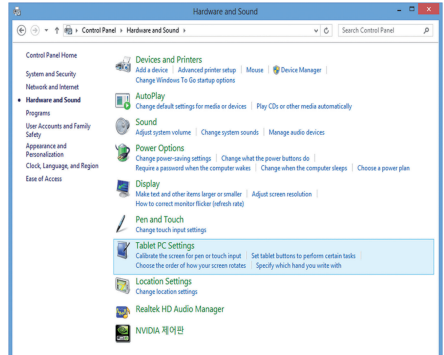 Hardware and Sound
Control Panel › Hardware and Sound ›
Search Control Panel
Control Panel Home
System and Security
Network and Internet
Hardware and Sound
Programs
User Accounts and Family
Safety
Appearance and
Personalization
Clock, Language, and Region
Ease of Access
Devices and Printers
Add a device | Advanced printer setup | Mouse | Device Manager |
Change Windows To Go startup options
AutoPlay
Change default settings for media or devices | Play CDs or other media automatically
Sound
Adjust system volume | Change system sounds | Manage audio devices
Power Options
Change power-saving settings | Change what the power buttons do |
Require a password when the computer wakes | Change when the computer sleeps | Choose a power plan
Display
Make text and other items larger or smaller | Adjust screen resolution |
How to correct monitor flicker (refresh rate)
Pen and Touch
Change touch input settings
Tablet PC Settings
Calibrate the screen for pen or touch input | Set tablet buttons to perform certain tasks |
Choose the order of how your screen rotates | Specify which hand you write with
Location Settings
Change location settings
Realtek HD Audio Manager
NVIDIA 제어판